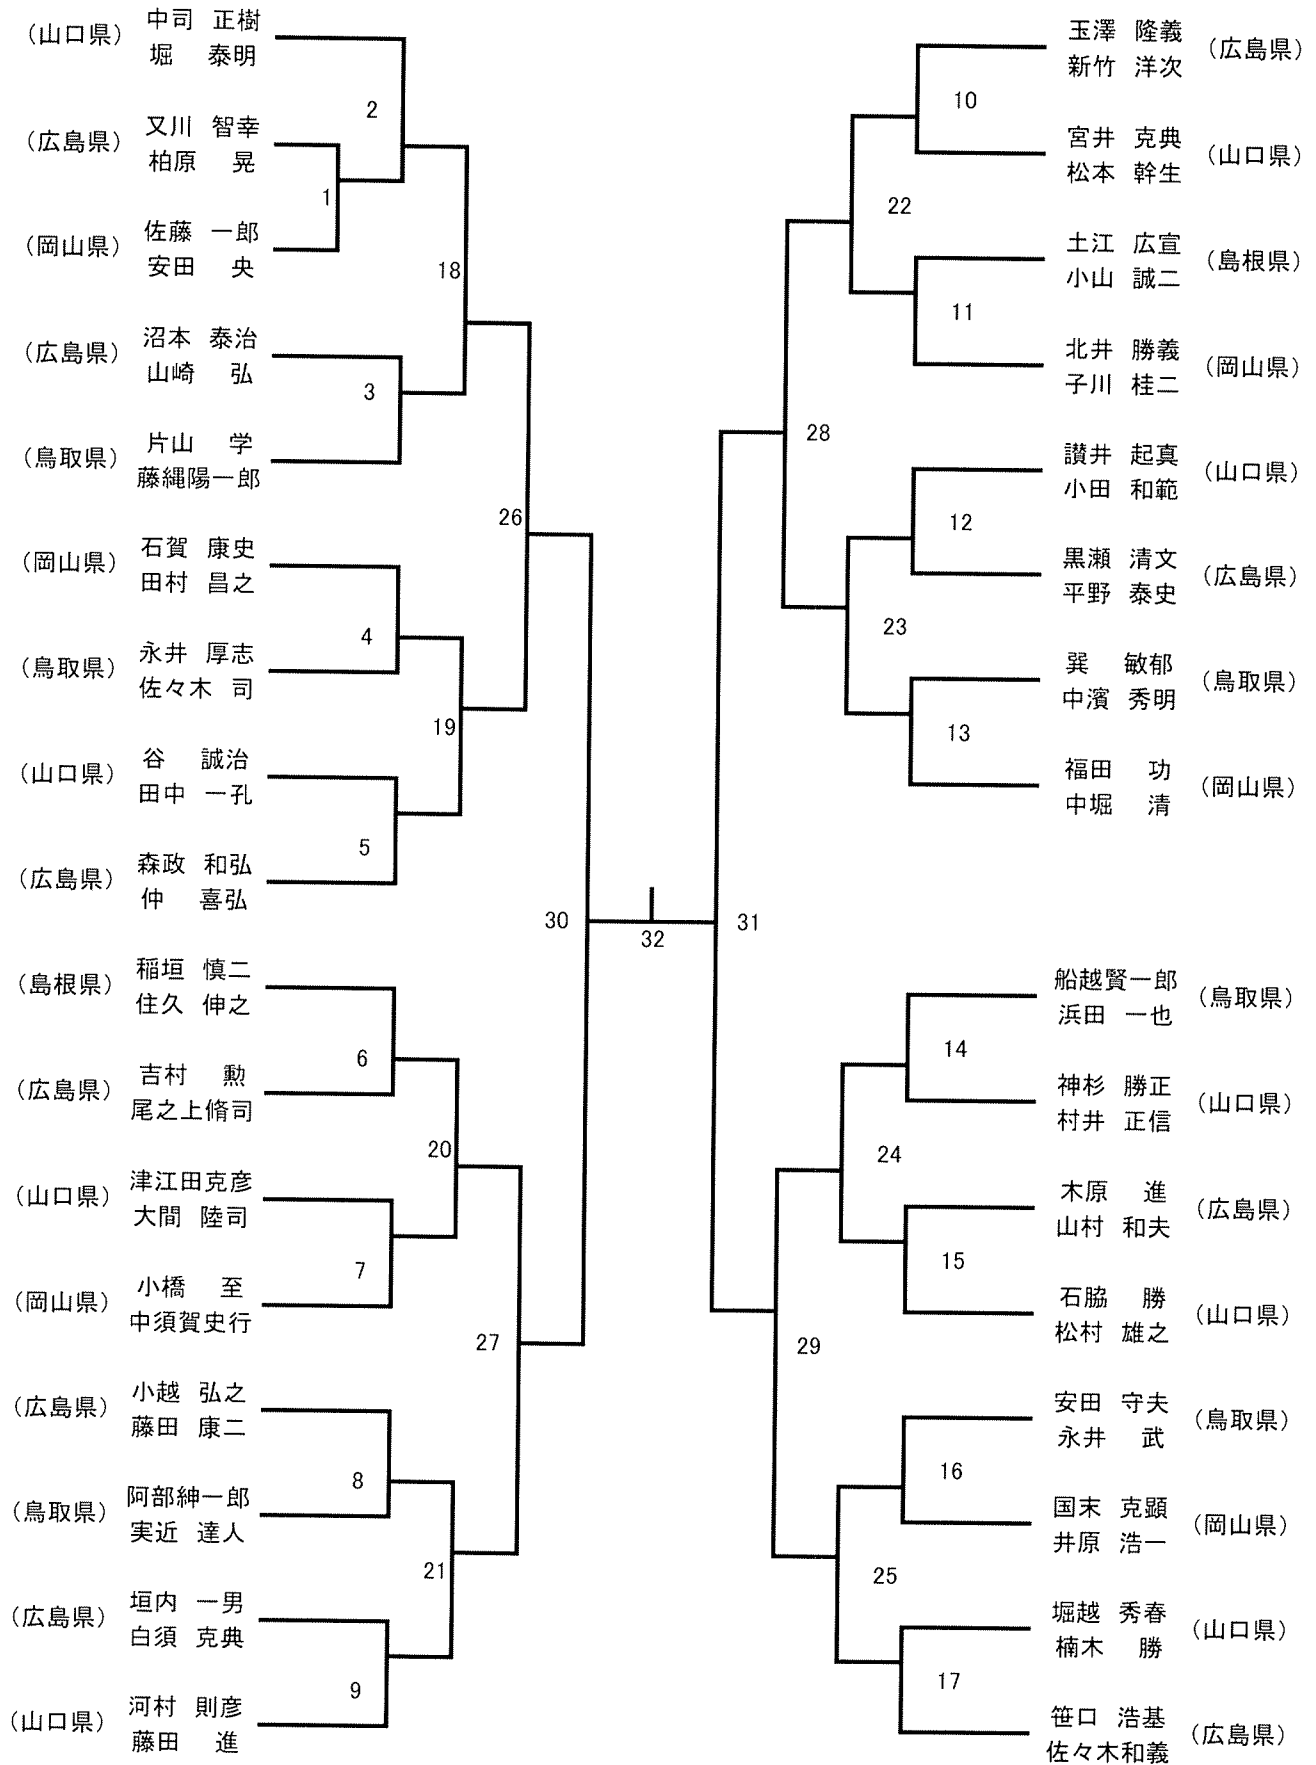 (山口県) 中司 正樹
堀 泰明
2
(広島県) 又川 智幸
柏原 晃
1
(岡山県) 佐藤 一郎
安田 央
18
(広島県) 沼本 泰治
山崎 弘
3
(鳥取県) 片山 学
藤縄陽一郎
26
(岡山県) 石賀 康史
田村 昌之
4
(鳥取県) 永井 厚志
佐々木 司
19
(山口県) 谷 誠治
田中 一孔
5
(広島県) 森政 和弘
仲 喜弘
30
(島根県) 稲垣 慎二
住久 伸之
6
(広島県) 吉村 勲
尾之上脩司
20
(山口県) 津江田克彦
大間 陸司
7
(岡山県) 小橋 至
中須賀史行
27
(広島県) 小越 弘之
藤田 康二
8
(鳥取県) 阿部紳一郎
実近 達人
21
(広島県) 垣内 一男
白須 克典
9
(山口県) 河村 則彦
藤田 進
32
玉澤 隆義 (広島県)
新竹 洋次
10
宮井 克典 (山口県)
松本 幹生
22
土江 広宣 (島根県)
小山 誠二
11
北井 勝義 (岡山県)
子川 桂二
28
讃井 起真 (山口県)
小田 和範
12
黒瀬 清文 (広島県)
平野 泰史
23
巽 敏郁 (鳥取県)
中濱 秀明
13
福田 功 (岡山県)
中堀 清
31
船越賢一郎 (鳥取県)
浜田 一也
14
神杉 勝正 (山口県)
村井 正信
24
木原 進 (広島県)
山村 和夫
15
石脇 勝 (山口県)
松村 雄之
29
安田 守夫 (鳥取県)
永井 武
16
国末 克顕 (岡山県)
井原 浩一
25
堀越 秀春 (山口県)
楠木 勝
17
笹口 浩基 (広島県)
佐々木和義